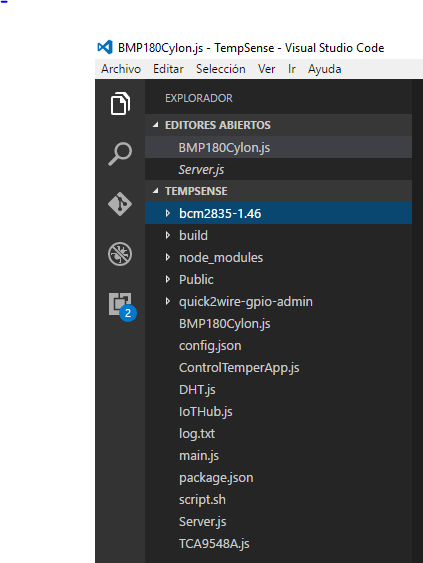 BMP180Cylon.js - TempSense - Visual Studio Code
Archivo Editar Selección Ver Ir Ayuda
EXPLORADOR
EDITORES ABIERTOS
BMP180Cylon.js
Server.js
TEMPSENSE
bcm2835-1.46
build
node_modules
Public
quick2wire-gpio-admin
2
BMP180Cylon.js
config.json
ControlTemperApp.js
DHT.js
IoTHub.js
log.txt
main.js
package.json
script.sh
Server.js
TCA9548A.js